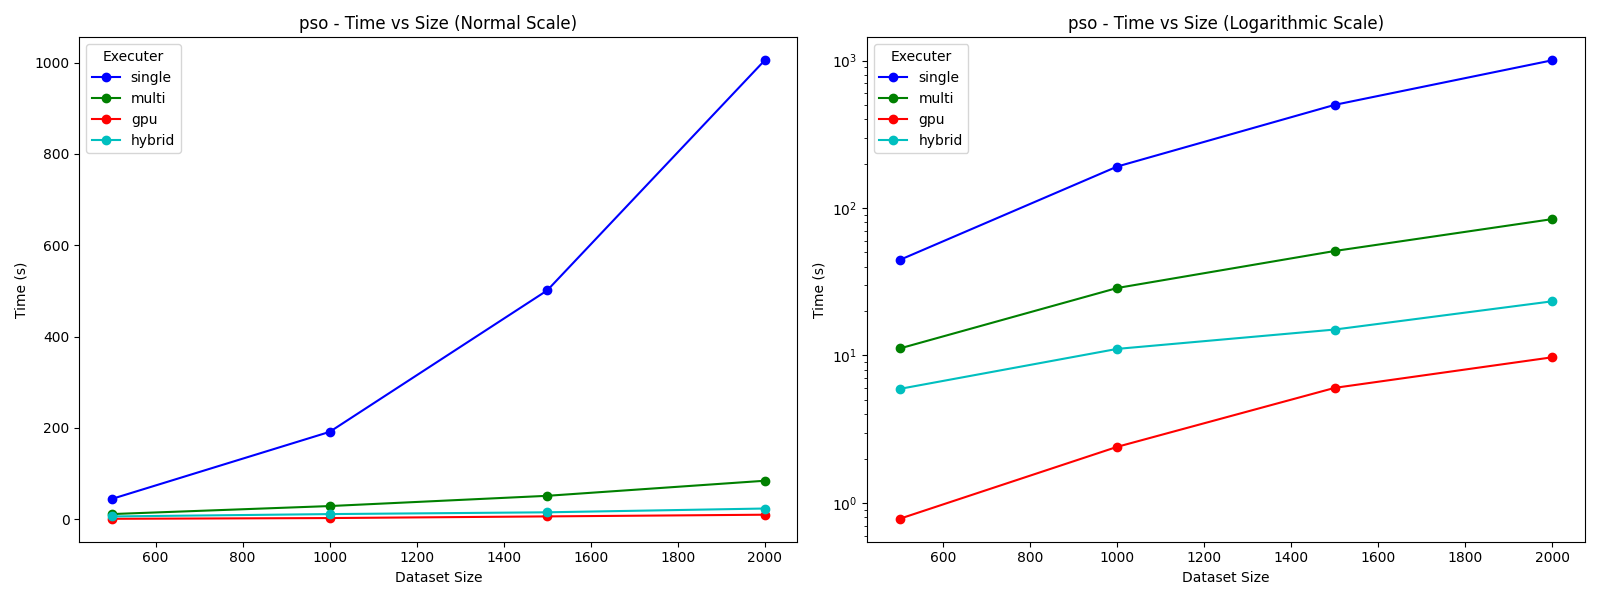 pso - Time vs Size (Normal Scale)
Time (s)
1000
800
600
400
200
0
Executer
single
multi
gpu
hybrid
600 800 1000 1200 1400 1600 1800 2000
Dataset Size
pso - Time vs Size (Logarithmic Scale)
Time (s)
10³
10²
10¹
10⁰
Executer
single
multi
gpu
hybrid
600 800 1000 1200 1400 1600 1800 2000
Dataset Size